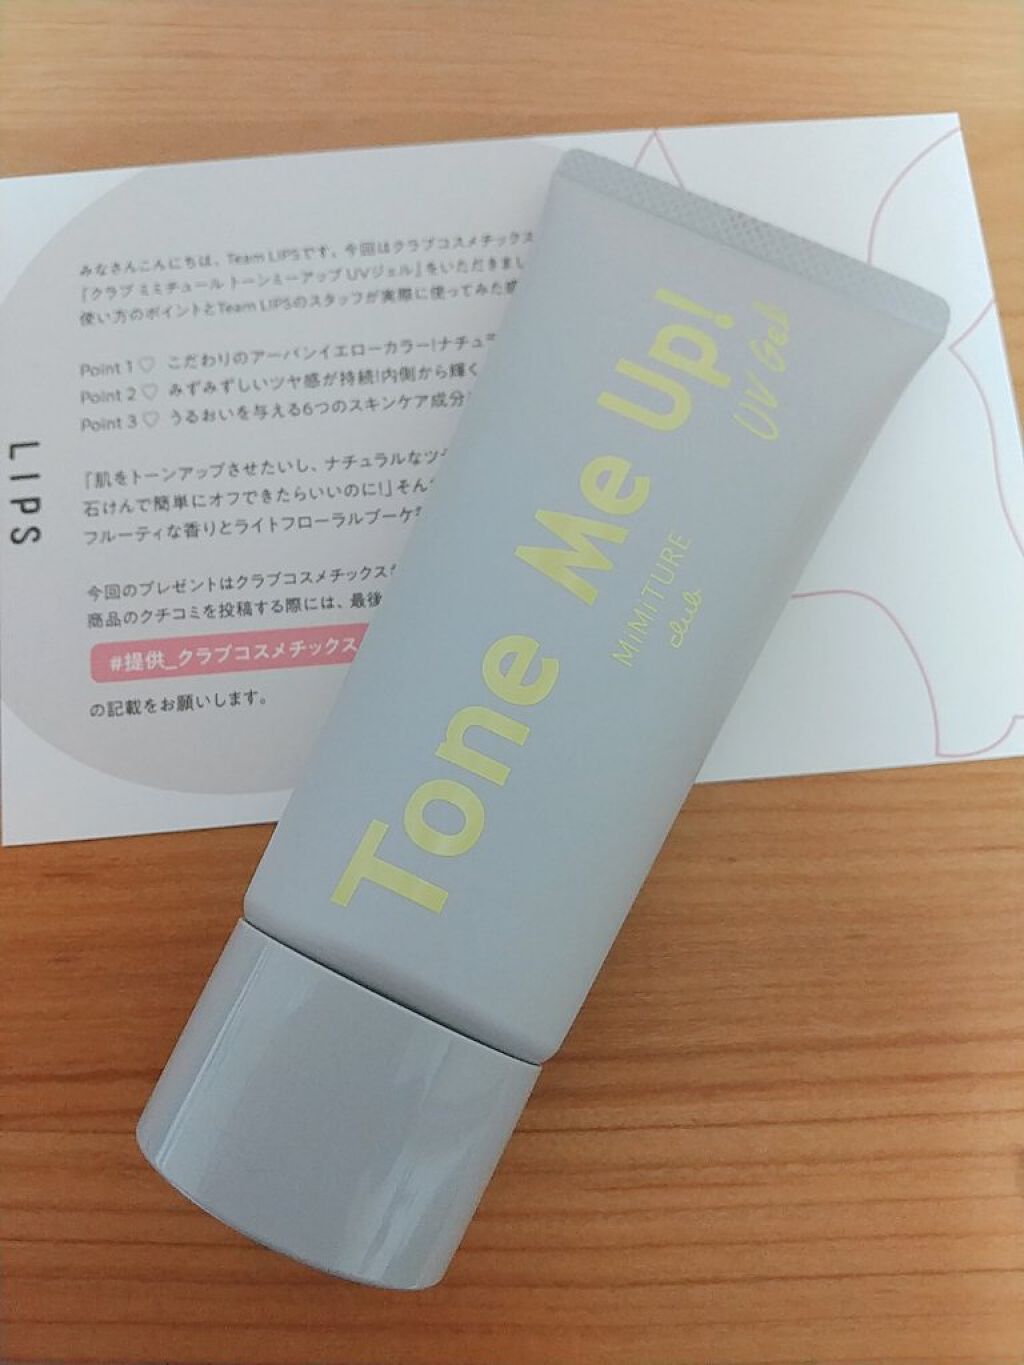 みなさんこんにちは、Team LIPSです。今回はクラブコスメチックス
『クラブ ミミチュール トーンミーアップ UVジェル』をいただきまし
使い方のポイントとTeam LIPSのスタッフが実際に使ってみた感
Point 1♡ こだわりのアーバンイエローカラー!ナチュ
Point 2♡ みずみずしいツヤ感が持続!内側から輝く
Point 3♡ うるおいを与える6つのスキンケア成分
「肌をトーンアップさせたいし、ナチュラルなツヤ
石けんで簡単にオフできたらいいのに!」そん
フルーティな香りとライトフローラルブーケ
今回のプレゼントはクラブコスメチックス
商品のクチコミを投稿する際には、最後
#提供_クラブコスメチックス
の記載をお願いします。
LIPS
Tone Me Up!
UV Gel
MiMiTURE
club